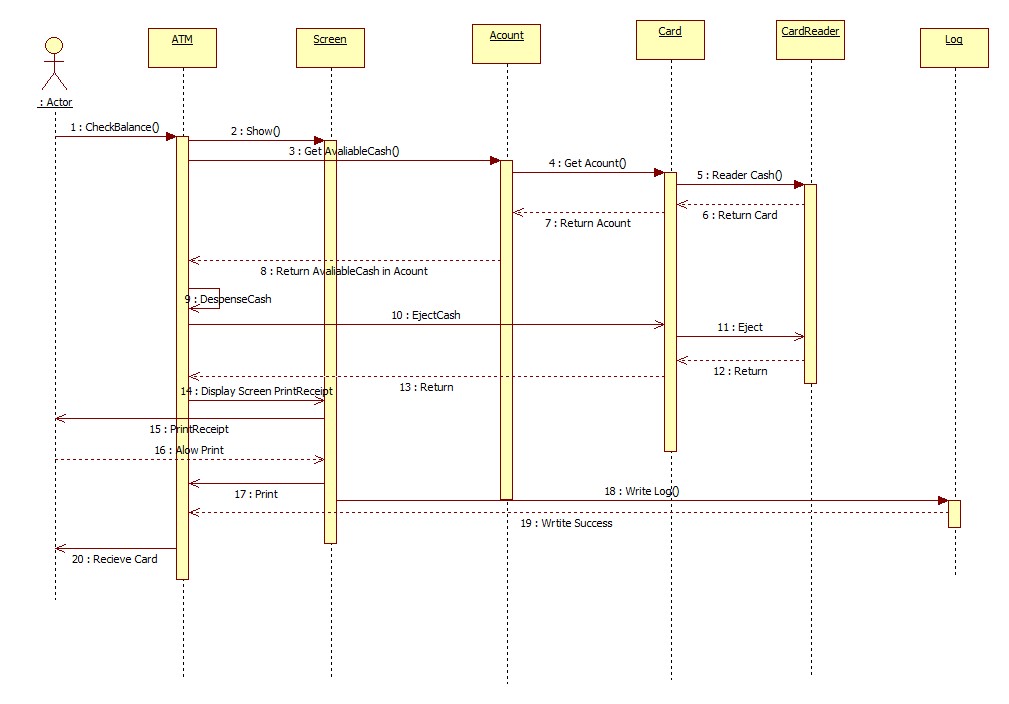 ATM
Screen
Acount
Card
CardReader
Log
: Actor
1 : CheckBalance()
2 : Show()
3 : Get AvaliableCash()
4 : Get Acount()
5 : Reader Cash()
6 : Return Card
7 : Return Acount
8 : Return AvaliableCash in Acount
9 : DespenseCash
10 : EjectCash
11 : Eject
12 : Return
13 : Return
14 : Display Screen PrintReceipt
15 : PrintReceipt
16 : Alow Print
17 : Print
18 : Write Log()
19 : Wrtite Success
20 : Recieve Card